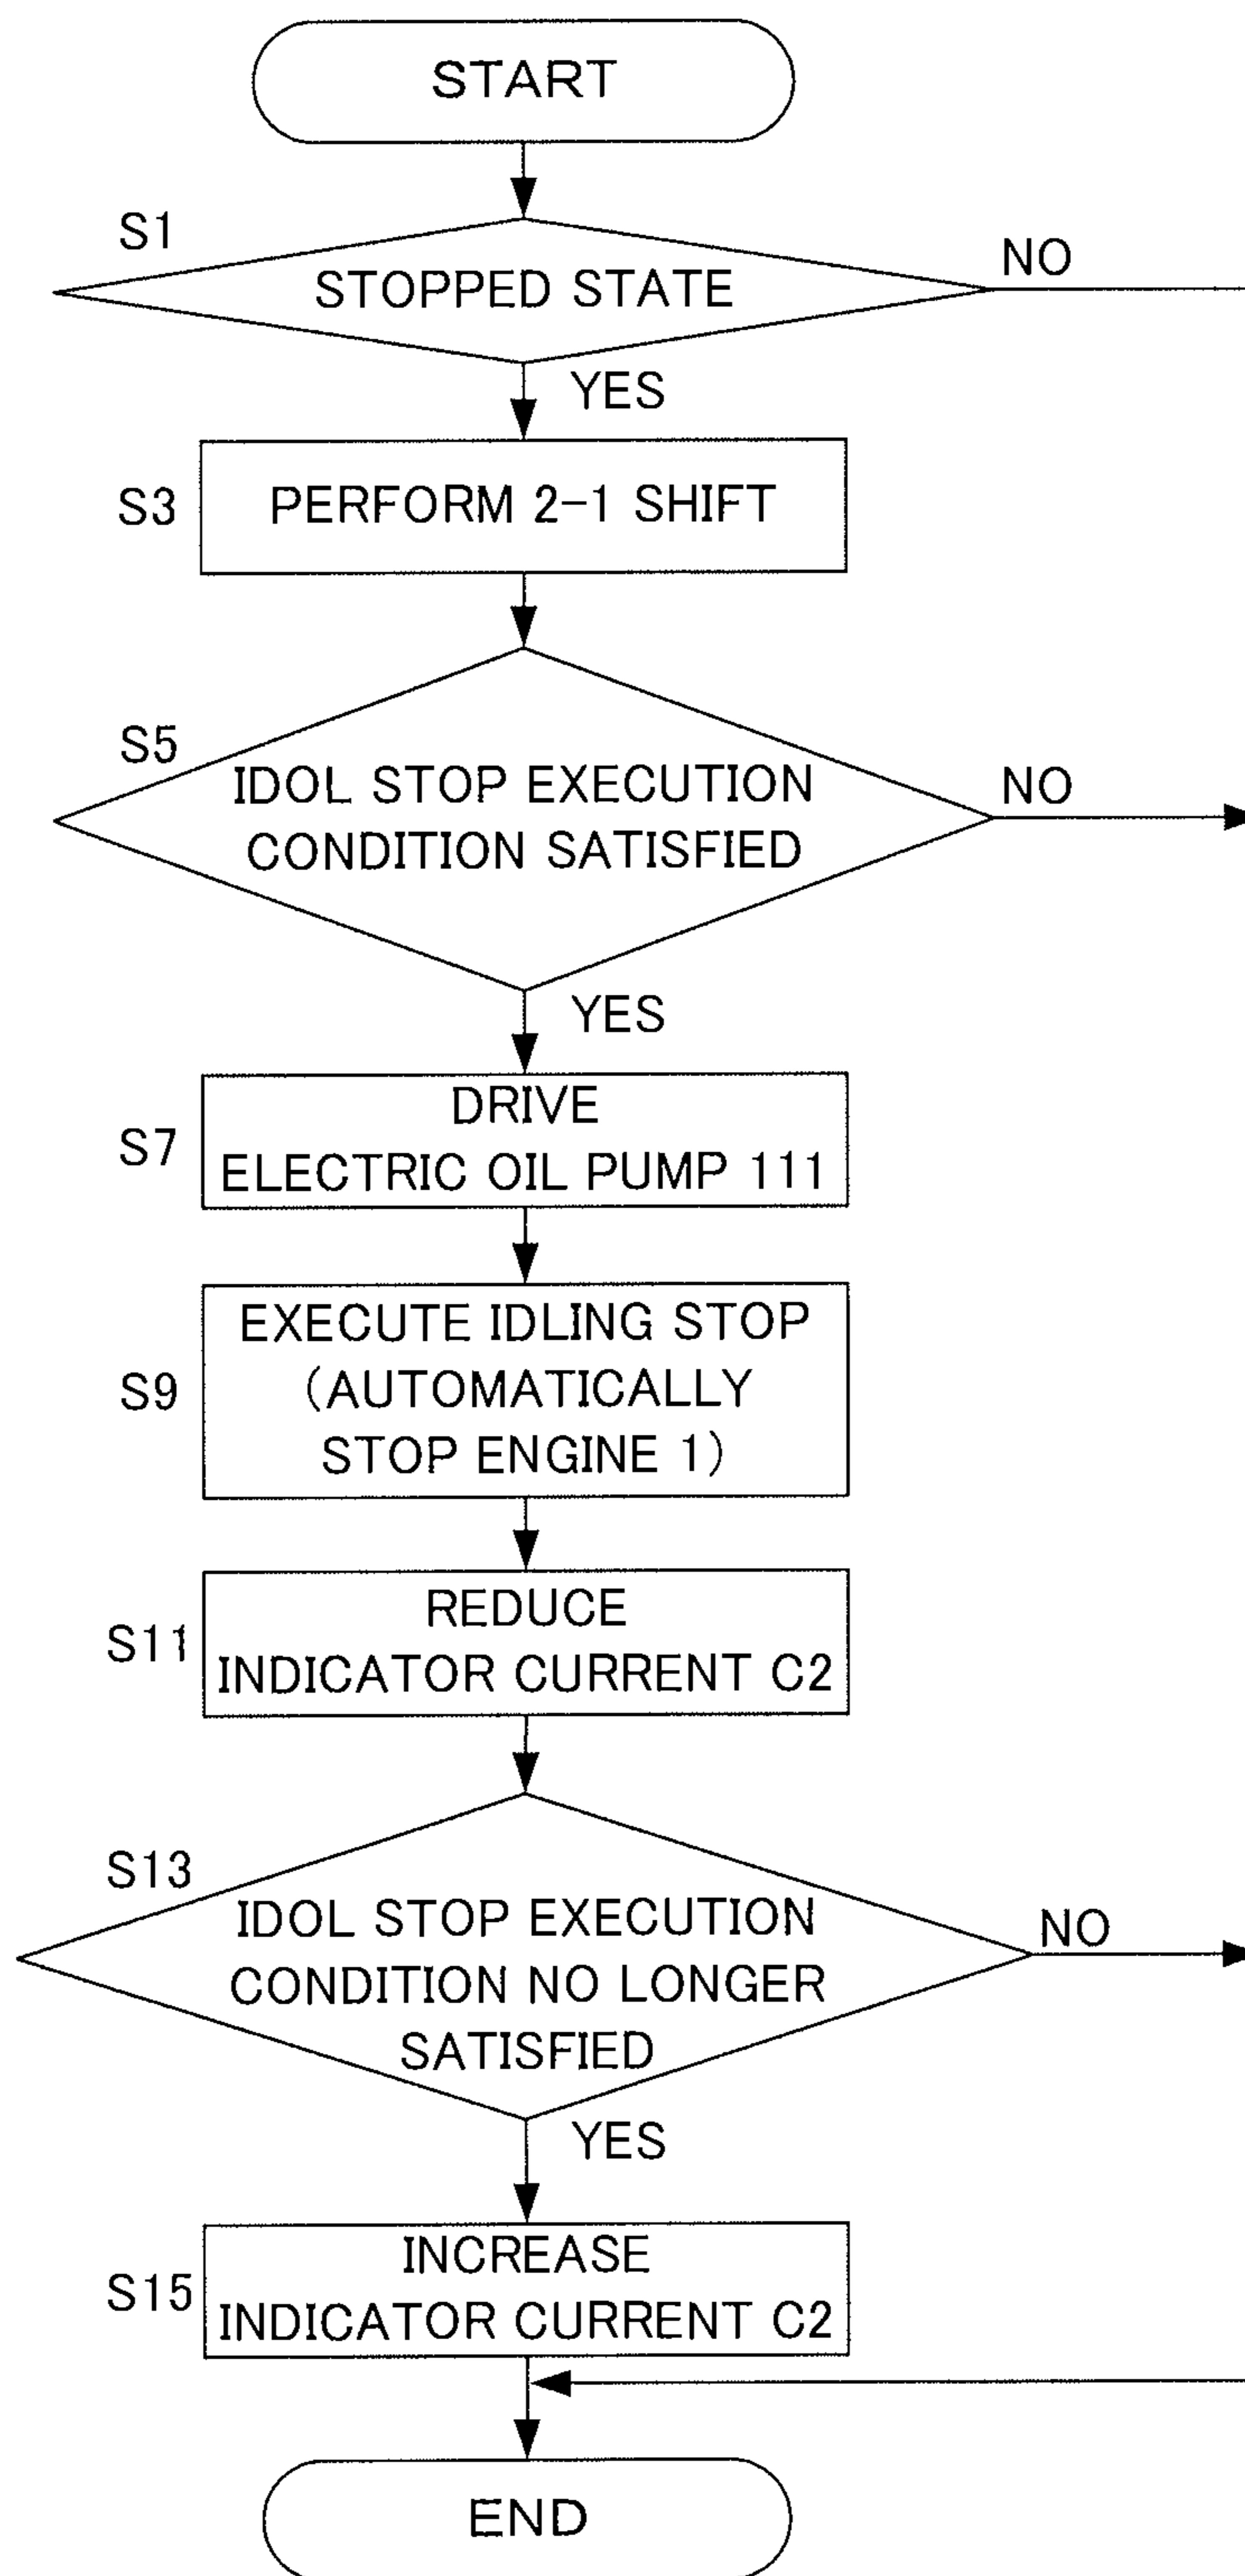 START
S1
STOPPED STATE
NO
YES
S3
PERFORM 2-1 SHIFT
S5
IDOL STOP EXECUTION
CONDITION SATISFIED
NO
YES
S7
DRIVE
ELECTRIC OIL PUMP 111
S9
EXECUTE IDLING STOP
(AUTOMATICALLY
STOP ENGINE 1)
S11
REDUCE
INDICATOR CURRENT C2
S13
IDOL STOP EXECUTION
CONDITION NO LONGER
SATISFIED
NO
YES
S15
INCREASE
INDICATOR CURRENT C2
END